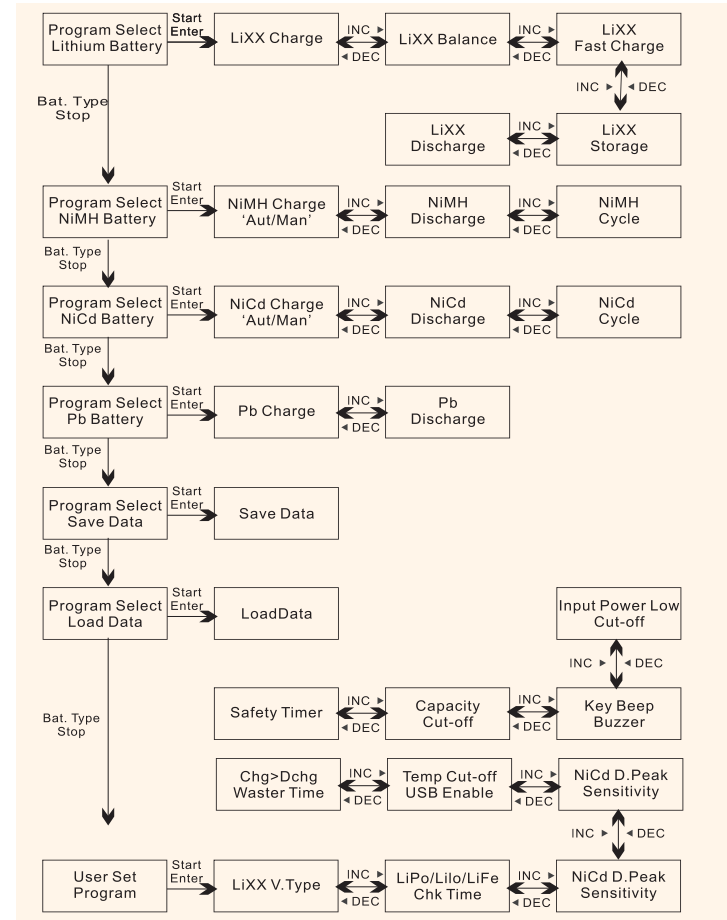 Program Select
Lithium Battery
Start
Enter
LiXX Charge
INC ►
◄ DEC
LiXX Balance
INC ►
◄ DEC
LiXX
Fast Charge
INC ►
◄ DEC
Bat. Type
Stop
LiXX
Discharge
INC ►
◄ DEC
LiXX
Storage
Program Select
NiMH Battery
Start
Enter
NiMH Charge
‘Aut/Man’
INC ►
◄ DEC
NiMH
Discharge
INC ►
◄ DEC
NiMH
Cycle
Bat. Type
Stop
Program Select
NiCd Battery
Start
Enter
NiCd Charge
‘Aut/Man’
INC ►
◄ DEC
NiCd
Discharge
INC ►
◄ DEC
NiCd
Cycle
Bat. Type
Stop
Program Select
Pb Battery
Start
Enter
Pb Charge
INC ►
◄ DEC
Pb
Discharge
Bat. Type
Stop
Program Select
Save Data
Start
Enter
Save Data
Bat. Type
Stop
Program Select
Load Data
Start
Enter
LoadData
Input Power Low
Cut-off
INC ►
◄ DEC
Bat. Type
Stop
Safety Timer
INC ►
◄ DEC
Capacity
Cut-off
INC ►
◄ DEC
Key Beep
Buzzer
Chg>Dchg
Waster Time
INC ►
◄ DEC
Temp Cut-off
USB Enable
INC ►
◄ DEC
NiCd D.Peak
Sensitivity
INC ►
◄ DEC
User Set
Program
Start
Enter
LiXX V.Type
INC ►
◄ DEC
LiPo/LiIo/LiFe
Chk Time
INC ►
◄ DEC
NiCd D.Peak
Sensitivity